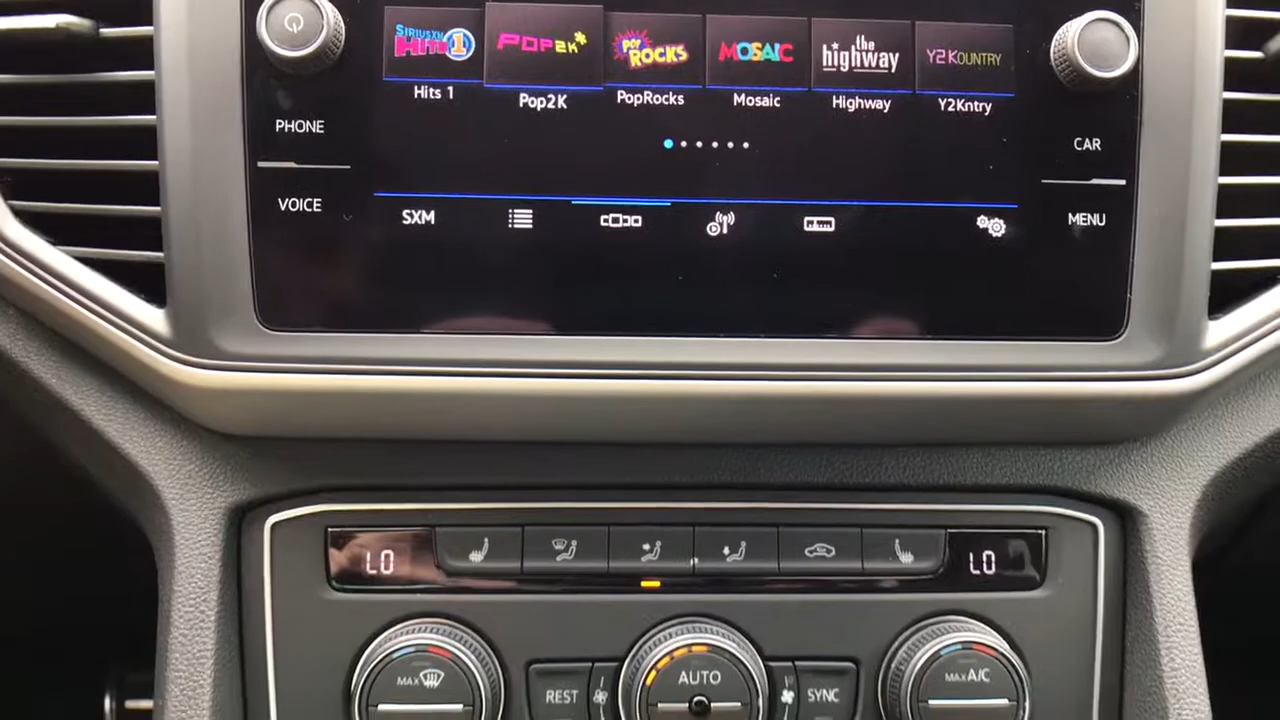 SIRIUSXM
HITS 1
POP2K*
POP
ROCKS
MOSAIC
the
highway
Y2KOUNTRY
Hits 1
Pop2K
PopRocks
Mosaic
Highway
Y2Kntry
PHONE
CAR
VOICE
SXM
MENU
LO
LO
MAX
REST
AUTO
SYNC
MAX A/C